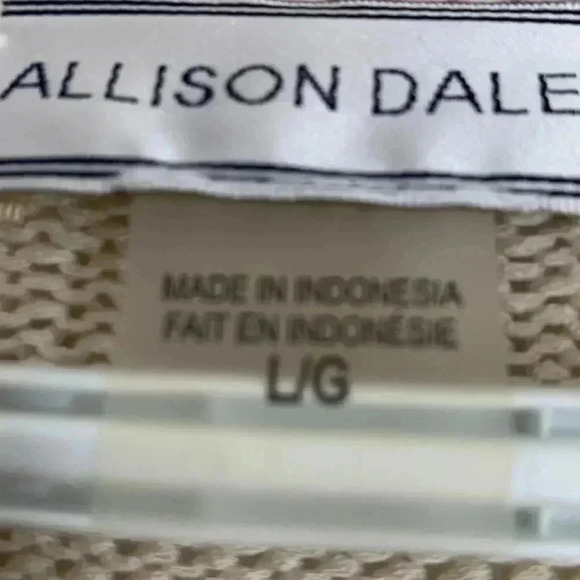 ALLISON DALE
MADE IN INDONESIA
FAIT EN INDONÉSIE
L/G